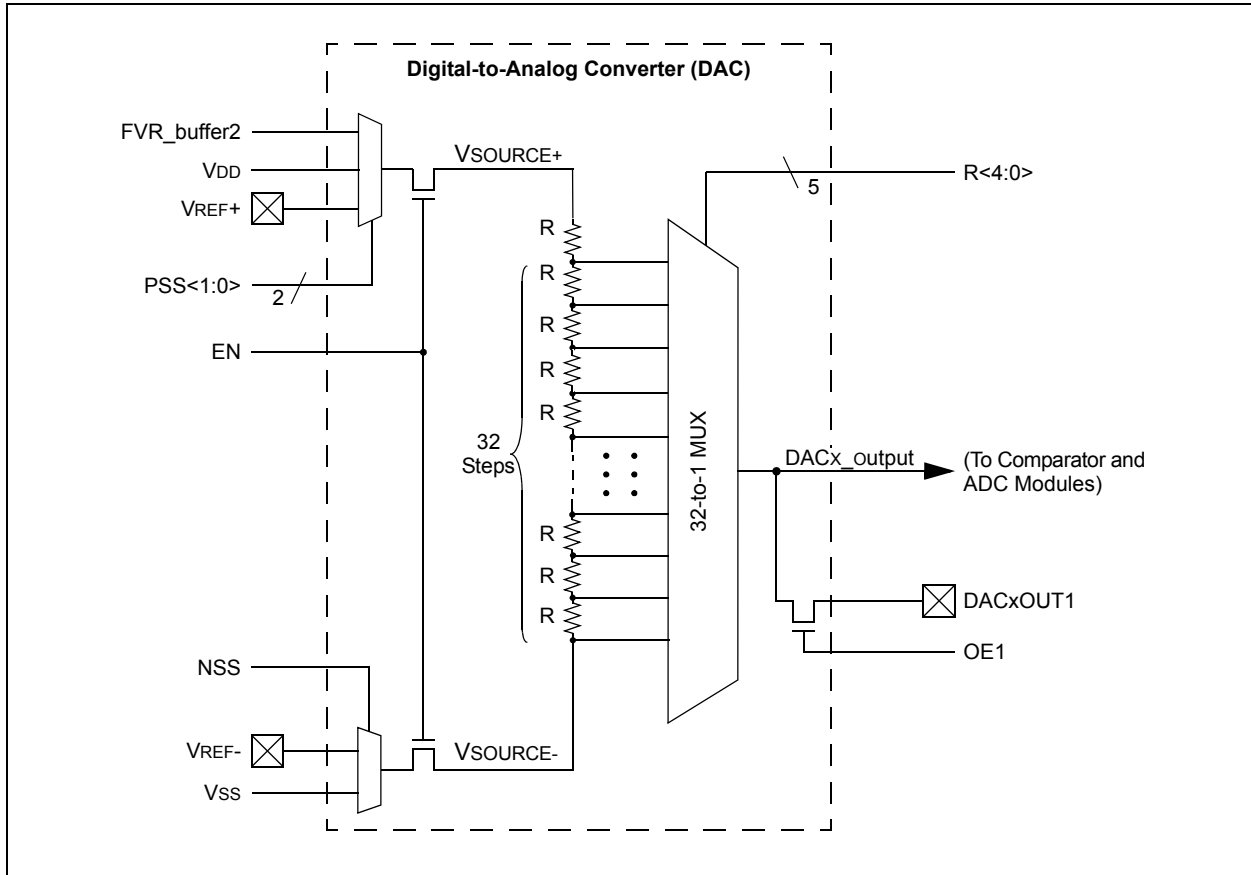 Digital-to-Analog Converter (DAC)
FVR_buffer2
VDD
VREF+
PSS<1:0>
2
EN
VSOURCE+
R
R
R
R
R
R
R
R
32
Steps
5
R<4:0>
32-to-1 MUX
DACx_output
(To Comparator and
ADC Modules)
DACxOUT1
OE1
NSS
VREF-
VSS
VSOURCE-